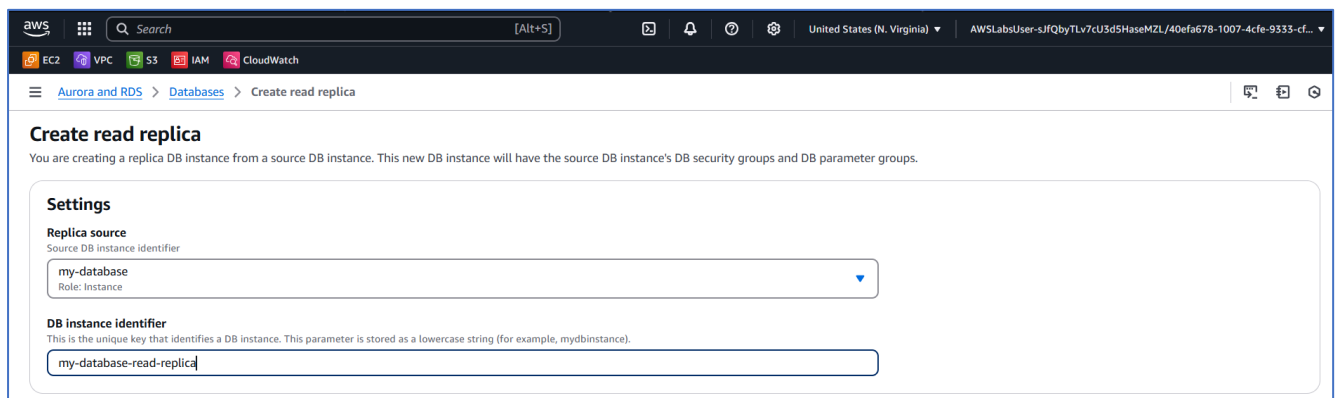 aws
Search [Alt+S] United States (N. Virginia) ▼ AWSLabsUser-sJfQbyTLv7cU3d5HaseMZL/40efa678-1007-4cfe-9333-cf... ▼
EC2 VPC S3 IAM CloudWatch
Aurora and RDS > Databases > Create read replica
Create read replica
You are creating a replica DB instance from a source DB instance. This new DB instance will have the source DB instance's DB security groups and DB parameter groups.
Settings
Replica source
Source DB instance identifier
my-database
Role: Instance
DB instance identifier
This is the unique key that identifies a DB instance. This parameter is stored as a lowercase string (for example, mydbinstance).
my-database-read-replica